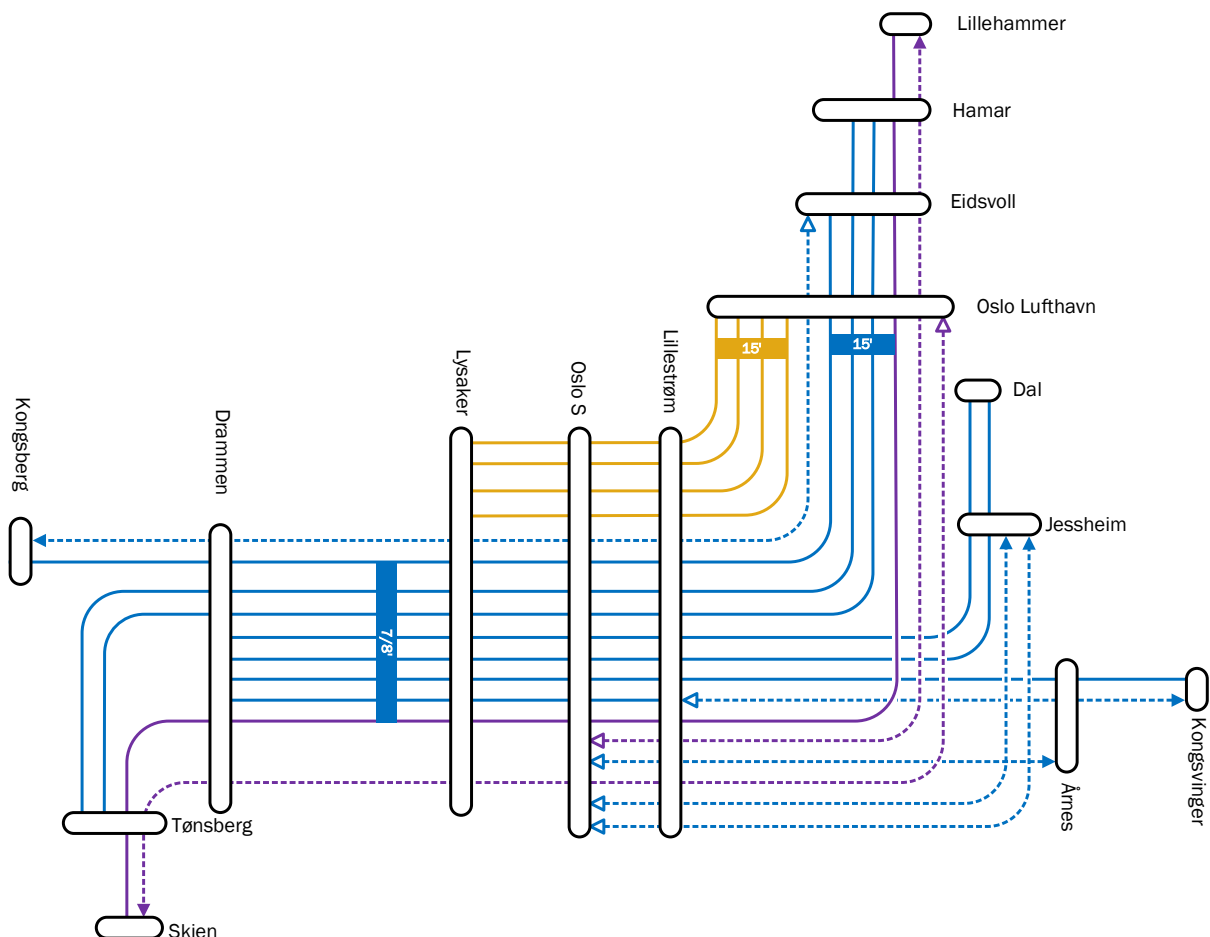 Lillehammer
Hamar
Eidsvoll
Oslo Lufthavn
15'
15'
Lillestrøm
Lysaker
Oslo S
Dal
Kongsberg
Drammen
Jessheim
7/8'
Kongsvinger
Årnes
Tønsberg
Skien